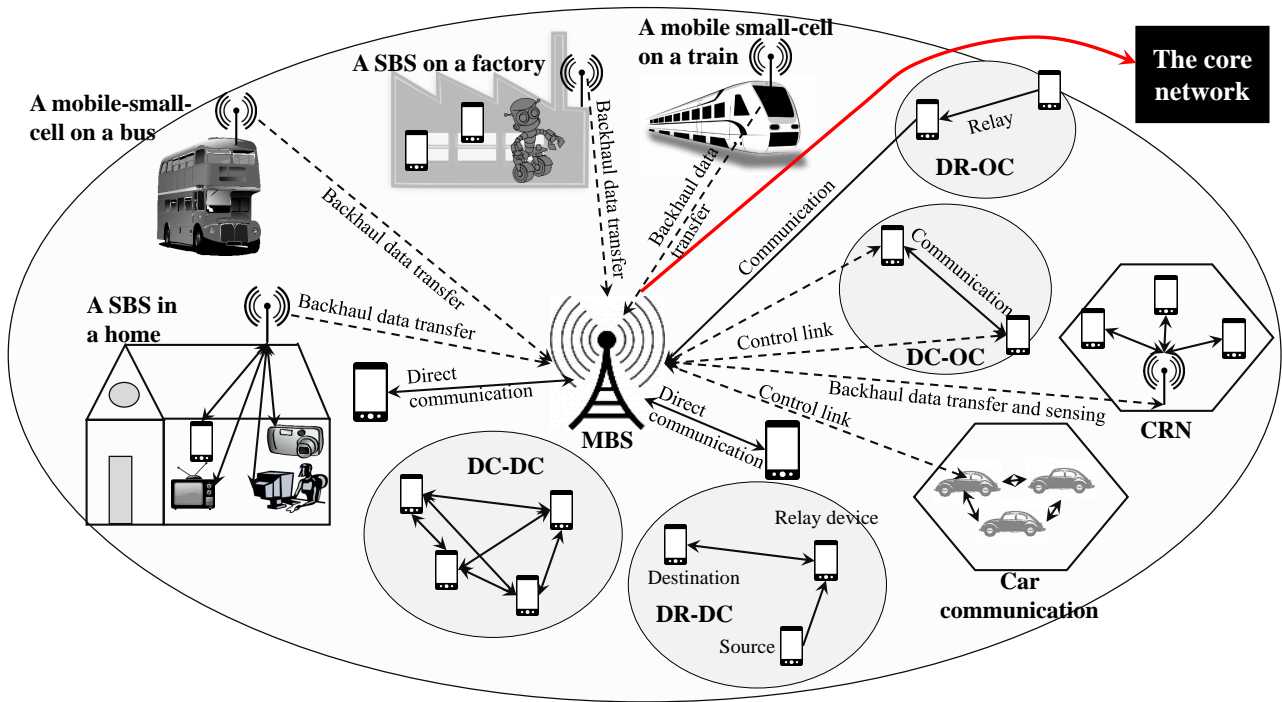 A mobile small-cell
on a train
The core
network
A SBS on a factory
A mobile-small-
cell on a bus
Backhaul data transfer
Backhaul data transfer
Backhaul data
transfer
Relay
DR-OC
Communication
Communication
DC-OC
Control link
A SBS in
a home
Backhaul data transfer
Direct
communication
MBS
Direct
communication
Backhaul data transfer and sensing
Control link
CRN
DC-DC
Relay device
Destination
DR-DC
Source
Car
communication